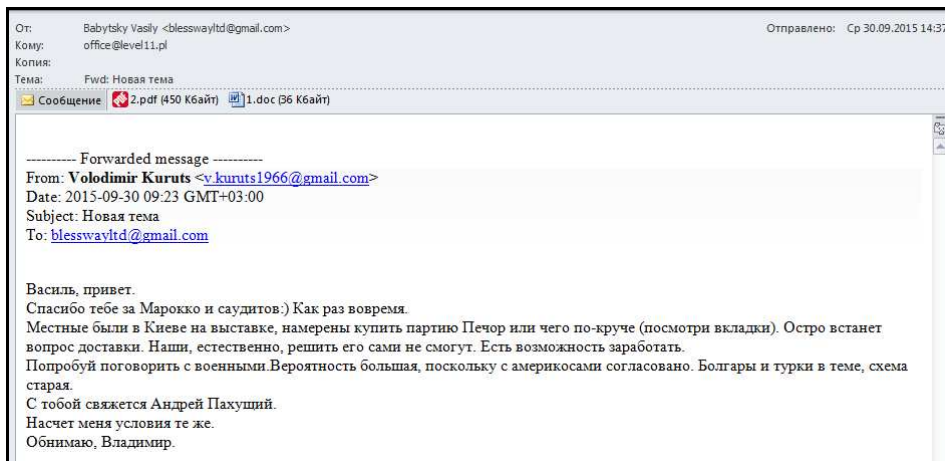 От: Babytsky Vasily <blesswayltd@gmail.com> Отправлено: Ср 30.09.2015 14:37
Кому: office@level11.pl
Копия:
Тема: Fwd: Новая тема
Сообщение 2.pdf (450 Кбайт) 1.doc (36 Кбайт)
---------- Forwarded message ----------
From: Volodimir Kuruts <v.kuruts1966@gmail.com>
Date: 2015-09-30 09:23 GMT+03:00
Subject: Новая тема
To: blesswayltd@gmail.com
Василь, привет.
Спасибо тебе за Марокко и саудитов:) Как раз вовремя.
Местные были в Киеве на выставке, намерены купить партию Печор или чего по-круче (посмотри вкладки). Остро встанет
вопрос доставки. Наши, естественно, решить его сами не смогут. Есть возможность заработать.
Попробуй поговорить с военными.Вероятность большая, поскольку с америкосами согласовано. Болгары и турки в теме, схема
старая.
С тобой свяжется Андрей Пахущий.
Насчет меня условия те же.
Обнимаю, Владимир.